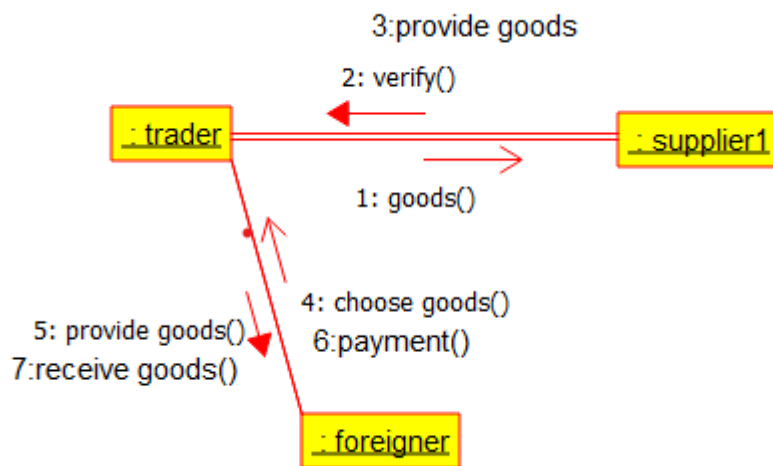 3:provide goods
2: verify()
: trader
: supplier1
1: goods()
4: choose goods()
5: provide goods()
6:payment()
7:receive goods()
: foreigner